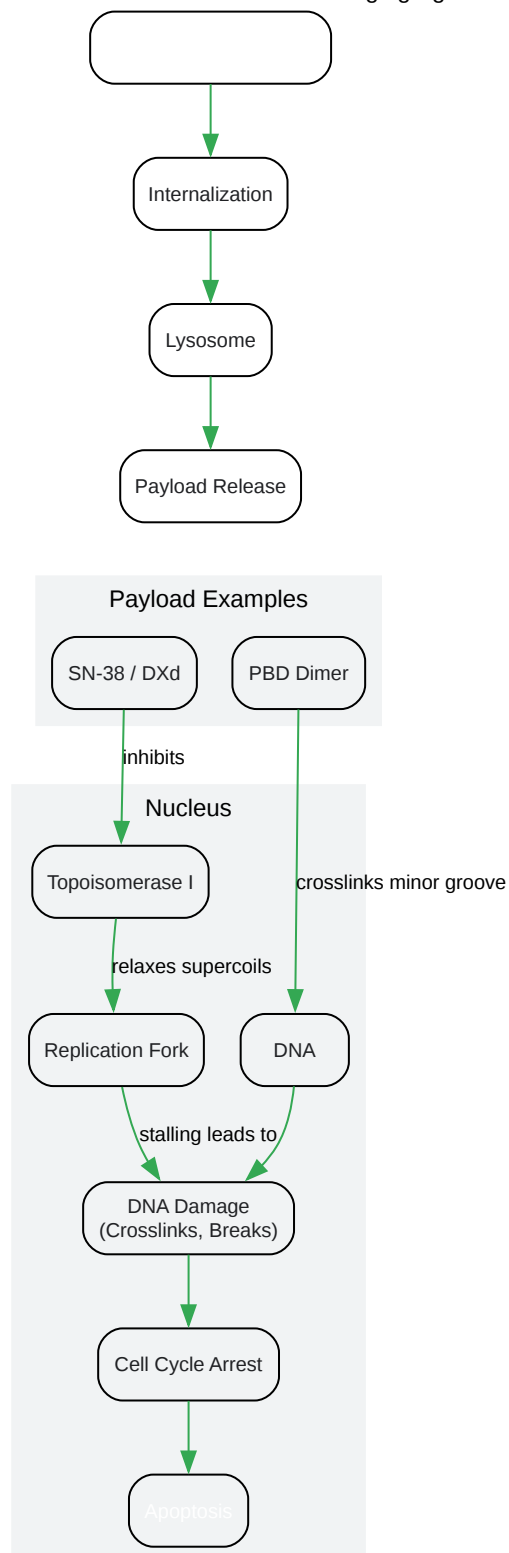 Internalization
Lysosome
Payload Release
Payload Examples
SN-38 / DXd
PBD Dimer
inhibits
Nucleus
Topoisomerase I
crosslinks minor groove
relaxes supercoils
Replication Fork
DNA
stalling leads to
DNA Damage
(Crosslinks, Breaks)
Cell Cycle Arrest
Apoptosis